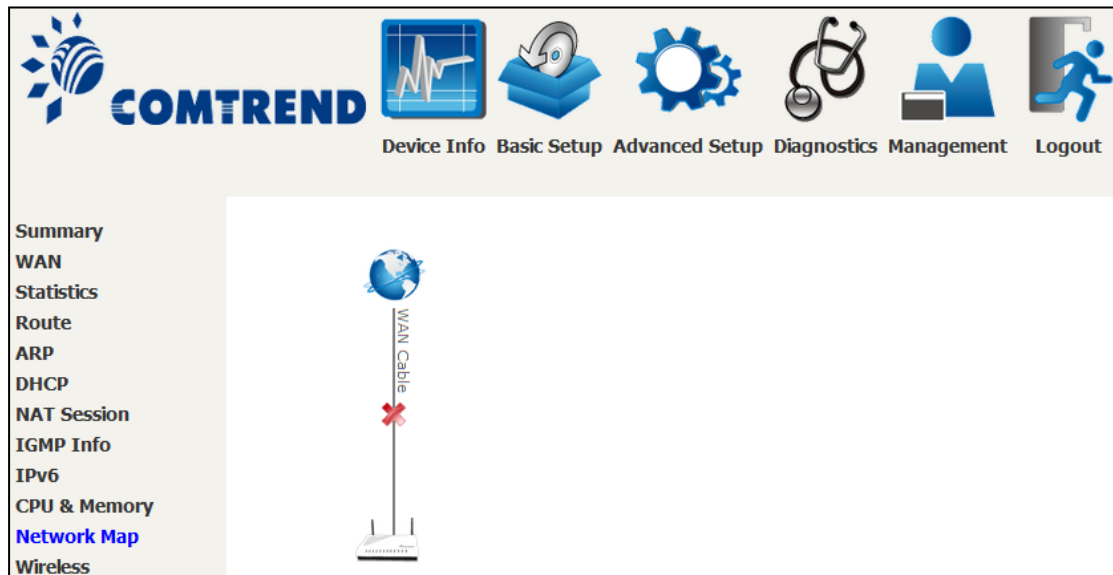 COMTREND
Device Info Basic Setup Advanced Setup Diagnostics Management Logout
Summary
WAN
Statistics
Route
ARP
DHCP
NAT Session
IGMP Info
IPv6
CPU & Memory
Network Map
Wireless
WAN Cable